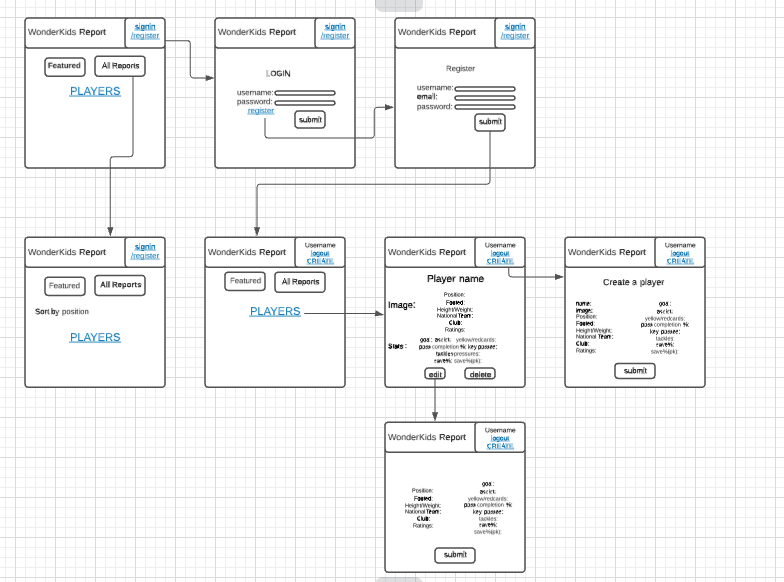 WonderKids Report
signin
/register
Featured
All Reports
PLAYERS
WonderKids Report
signin
/register
LOGIN
username:
password:
register
submit
WonderKids Report
signin
/register
Register
username:
email:
password:
submit
WonderKids Report
signin
/register
Featured
All Reports
Sort by position
PLAYERS
WonderKids Report
Username
logout
CREATE
Featured
All Reports
PLAYERS
WonderKids Report
Username
logout
CREATE
Player name
Image:
Position:
Footed:
Height/Weight:
National Team:
Club:
Ratings:
Stats:
goal: assist: yellow/redcards:
pass completion %: key passes:
tackles pressures:
save%: save%(pk):
edit
delete
WonderKids Report
Username
logout
CREATE
Create a player
name:
image:
Position:
Footed:
Height/Weight:
National Team:
Club:
Ratings:
goal:
assist:
yellow/redcards:
pass completion %:
key passes:
tackles:
save%:
save%(pk):
submit
WonderKids Report
Username
logout
CREATE
Position:
Footed:
Height/Weight:
National Team:
Club:
Ratings:
goal:
assist:
yellow/redcards:
pass completion %:
key passes:
tackles:
save%:
save%(pk):
submit